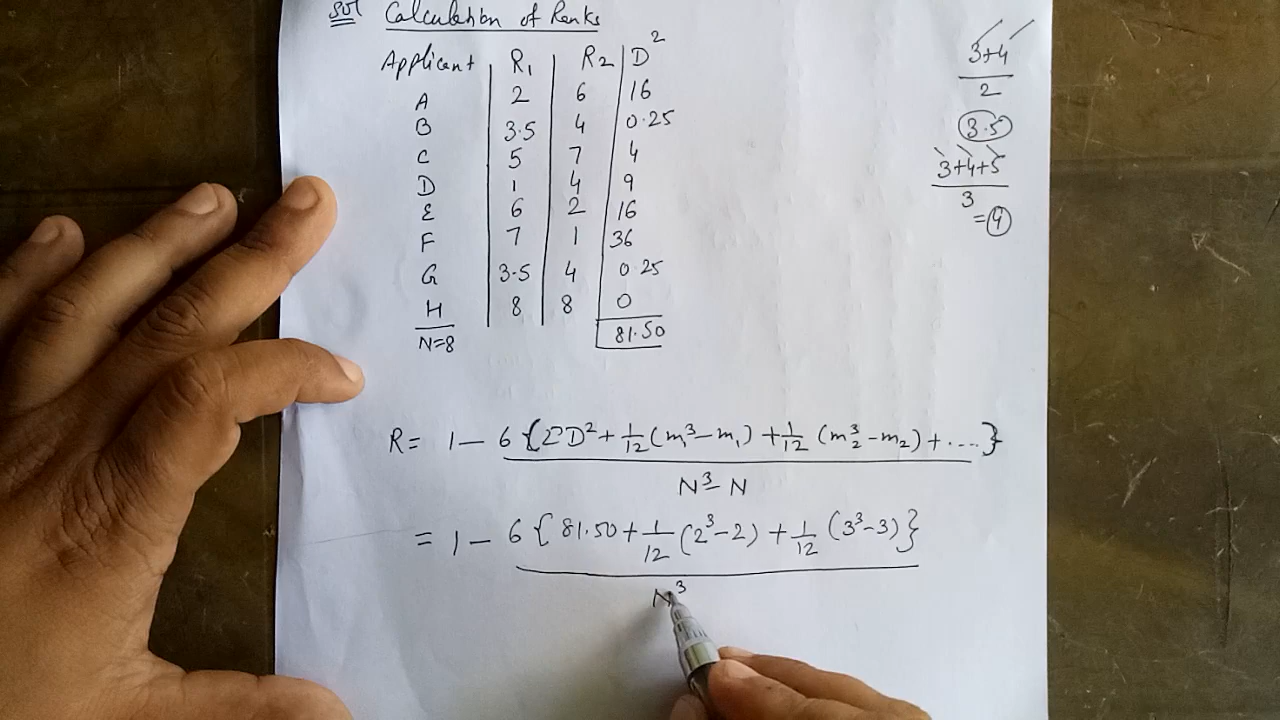 Sol Calculation of Ranks
Applicant R1 R2 D²
A 2 6 16
B 3.5 4 0.25
C 5 7 4
D 1 4 9
E 6 2 16
F 7 1 36
G 3.5 4 0.25
H 8 8 0
N=8 81.50
3+4
2
3.5
3+4+5
3
=4
R= 1 - 6 {ΣD² + 1/12 (m₁³-m₁) + 1/12 (m₂³-m₂) + ....}
N³-N
= 1 - 6 {81.50 + 1/12 (2³-2) + 1/12 (3³-3)}
N³